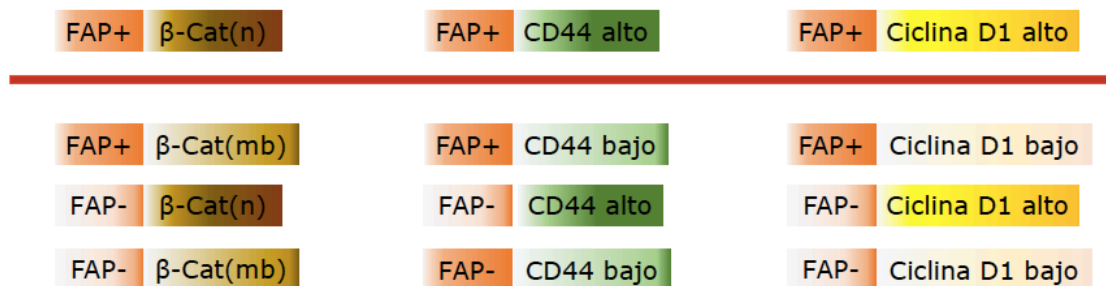 FAP+ β-Cat(n) FAP+ CD44 alto FAP+ Ciclina D1 alto
FAP+ β-Cat(mb) FAP+ CD44 bajo FAP+ Ciclina D1 bajo
FAP- β-Cat(n) FAP- CD44 alto FAP- Ciclina D1 alto
FAP- β-Cat(mb) FAP- CD44 bajo FAP- Ciclina D1 bajo